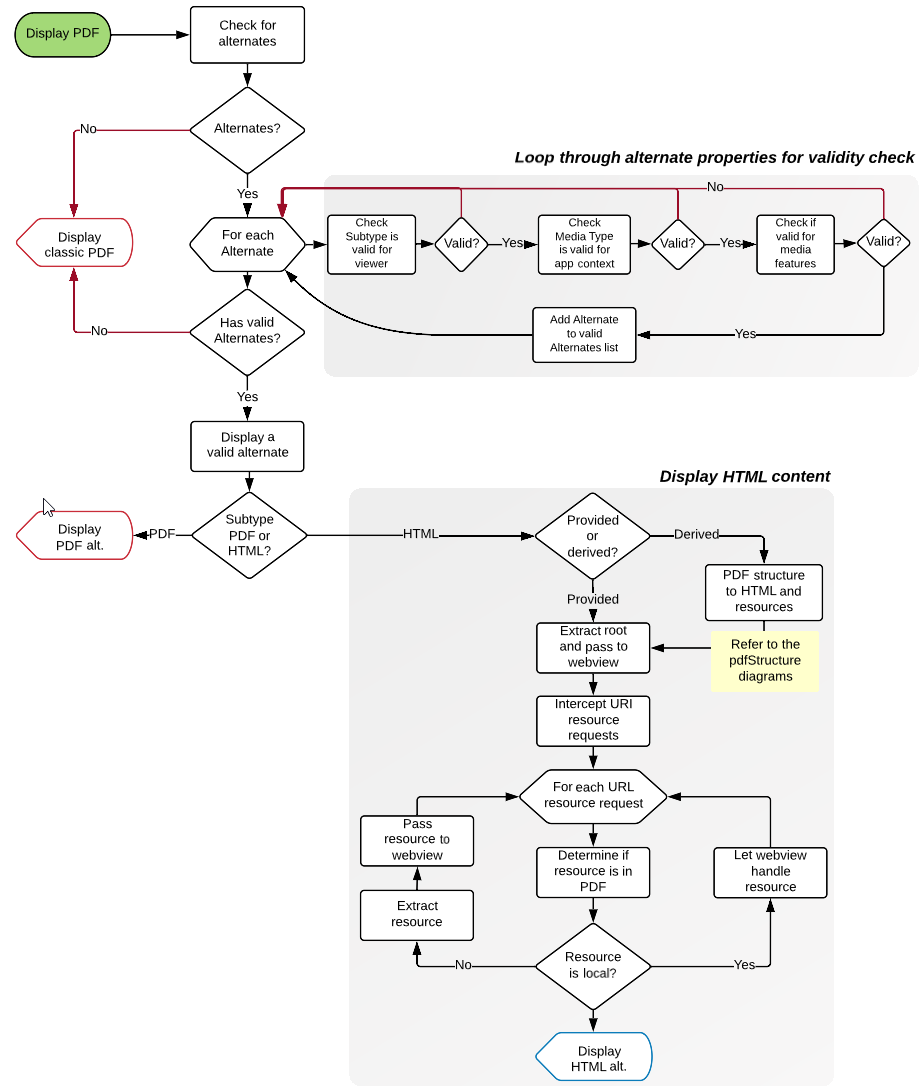 Display PDF
Check for
alternates
Alternates?
No
Yes
Loop through alternate properties for validity check
Display
classic PDF
For each
Alternate
Check
Subtype is
valid for
viewer
Valid?
Yes
Check
Media Type
is valid for
app context
Valid?
Yes
Check if
valid for
media
features
Valid?
No
Yes
Add Alternate
to valid
Alternates list
Has valid
Alternates?
No
Yes
Display a
valid alternate
Subtype
PDF or
HTML?
PDF
Display
PDF alt.
HTML
Display HTML content
Provided
or
derived?
Derived
PDF structure
to HTML and
resources
Refer to the
pdfStructure
diagrams
Provided
Extract root
and pass to
webview
Intercept URI
resource
requests
For each URL
resource request
Pass
resource to
webview
Extract
resource
Determine if
resource is in
PDF
Let webview
handle
resource
Resource
is local?
No
Yes
Display
HTML alt.